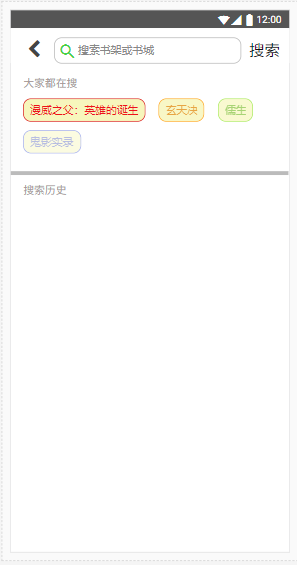 12:00
搜索书架或书城 搜索
大家都在搜
漫威之父：英雄的诞生 玄天决 儒生
鬼影实录
搜索历史